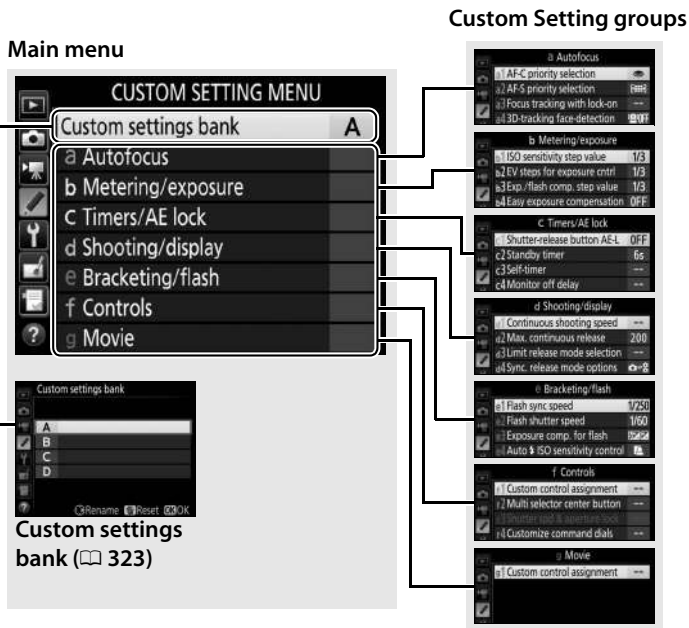 Custom Setting groups
Main menu
CUSTOM SETTING MENU
Custom settings bank A
a Autofocus
b Metering/exposure
c Timers/AE lock
d Shooting/display
e Bracketing/flash
f Controls
g Movie
Custom settings bank
A
B
C
D
Rename Reset OK OK
Custom settings
bank (323)
a Autofocus
a1 AF-C priority selection
a2 AF-S priority selection
a3 Focus tracking with lock-on --
a4 3D-tracking face-detection OFF
b Metering/exposure
b1 ISO sensitivity step value 1/3
b2 EV steps for exposure cntrl 1/3
b3 Exp./flash comp. step value 1/3
b4 Easy exposure compensation OFF
c Timers/AE lock
c1 Shutter-release button AE-L OFF
c2 Standby timer 6s
c3 Self-timer --
c4 Monitor off delay --
d Shooting/display
d1 Continuous shooting speed --
d2 Max. continuous release 200
d3 Limit release mode selection --
d4 Sync. release mode options
e Bracketing/flash
e1 Flash sync speed 1/250
e2 Flash shutter speed 1/60
e3 Exposure comp. for flash
e4 Auto ISO sensitivity control
f Controls
f1 Custom control assignment --
f2 Multi selector center button --
f3 Shutter spd & aperture lock
f4 Customize command dials --
g Movie
g1 Custom control assignment --